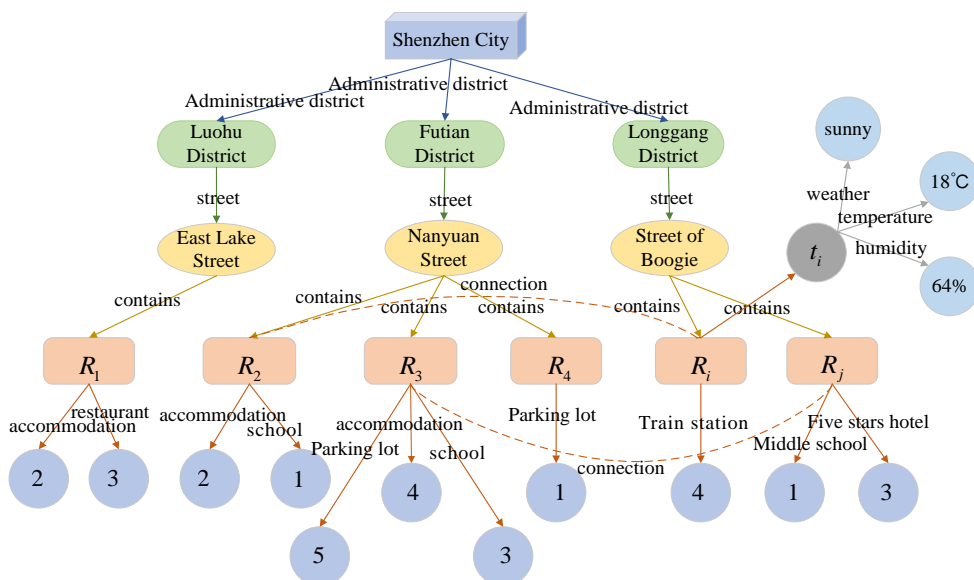 Shenzhen City
Administrative district
Administrative district
Administrative district
Luohu
District
Futian
District
Longgang
District
sunny
18℃
64%
weather
temperature
humidity
t_i
street
street
street
East Lake
Street
Nanyuan
Street
Street of
Boogie
contains
contains
connection
contains
contains
contains
contains
R_1
R_2
R_3
R_4
R_i
R_j
restaurant
accommodation
accommodation
school
accommodation
Parking lot
school
Parking lot
Train station
Five stars hotel
Middle school
connection
2
3
2
1
4
1
4
1
3
5
3